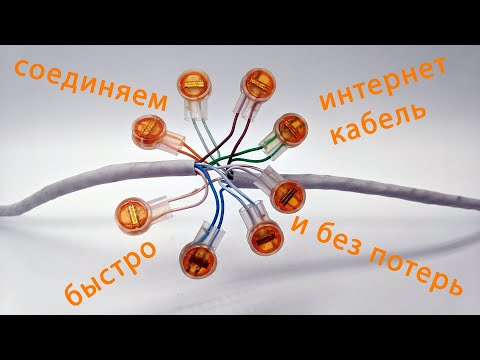 соединяем
интернет
кабель
быстро
и без потерь